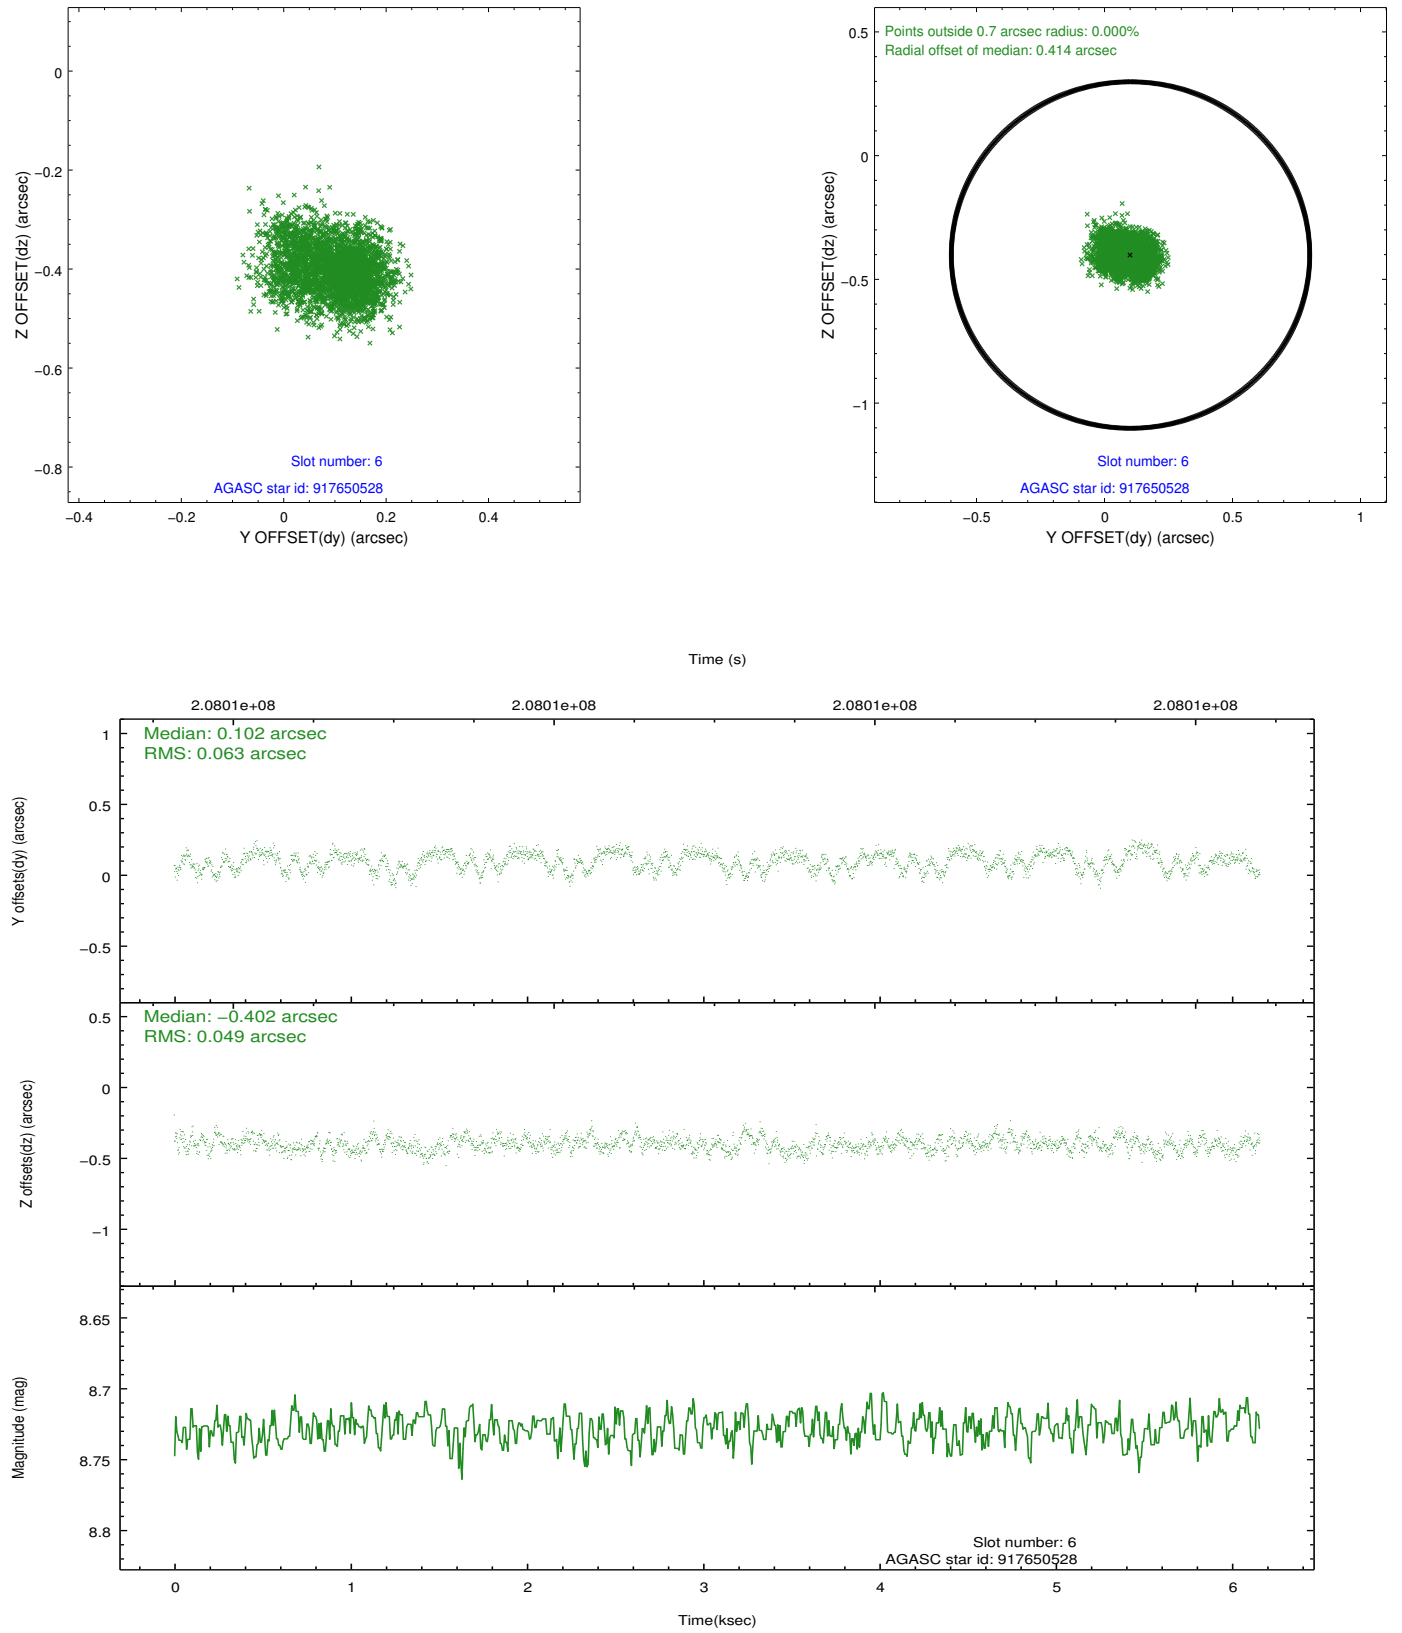 0
−0.2
−0.4
−0.6
−0.8
Z OFFSET(dz) (arcsec)
Slot number: 6
AGASC star id: 917650528
−0.4 −0.2 0 0.2 0.4
Y OFFSET(dy) (arcsec)
Points outside 0.7 arcsec radius: 0.000%
Radial offset of median: 0.414 arcsec
0.5
0
−0.5
−1
Z OFFSET(dz) (arcsec)
Slot number: 6
AGASC star id: 917650528
−0.5 0 0.5 1
Y OFFSET(dy) (arcsec)
Time (s)
2.0801e+08 2.0801e+08 2.0801e+08 2.0801e+08
Median: 0.102 arcsec
RMS: 0.063 arcsec
1
0.5
0
−0.5
Y offsets(dy) (arcsec)
Median: −0.402 arcsec
RMS: 0.049 arcsec
0.5
0
−0.5
−1
Z offsets(dz) (arcsec)
8.65
8.7
8.75
8.8
Magnitude (mag)
Slot number: 6
AGASC star id: 917650528
0 1 2 3 4 5 6
Time(ksec)